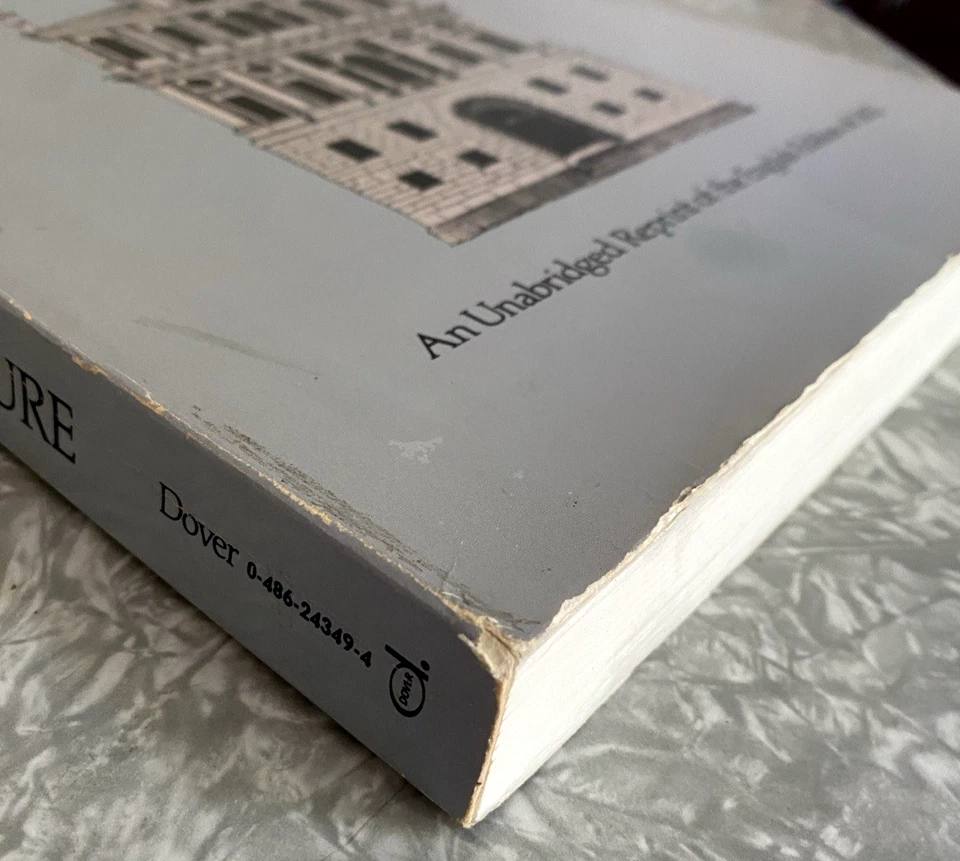 An Unabridged Reprint of the English Edition of
URE
Dover 0-486-24349-4
DOVER